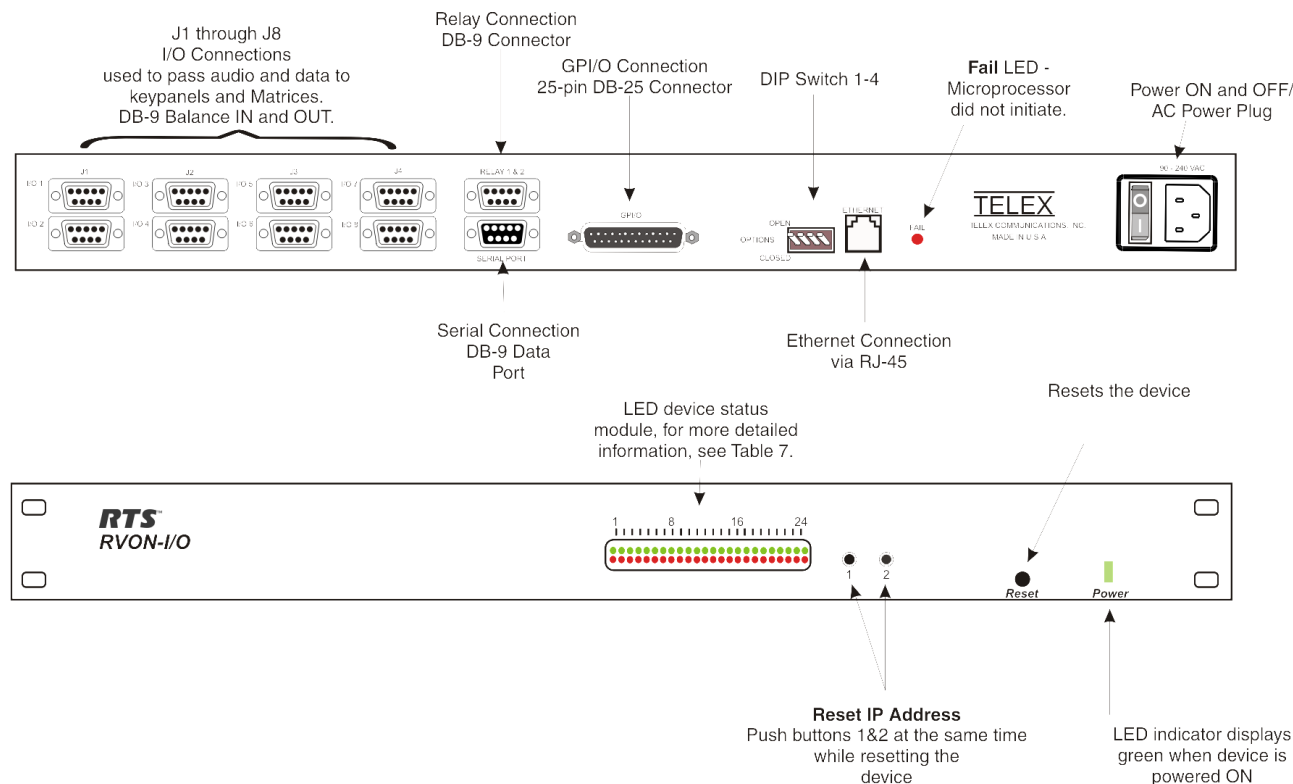 J1 through J8
I/O Connections
used to pass audio and data to
keypanels and Matrices.
DB-9 Balance IN and OUT.
Relay Connection
DB-9 Connector
GPI/O Connection
25-pin DB-25 Connector
DIP Switch 1-4
Fail LED -
Microprocessor
did not initiate.
Power ON and OFF/
AC Power Plug
I/O 1
J1
I/O 3
J2
I/O 5
J3
I/O 7
J4
RELAY 1 & 2
90 - 240 VAC
I/O 2
I/O 4
I/O 6
I/O 8
SERIAL PORT
GPI/O
OPEN
OPTIONS
CLOSED
ETHERNET
FAIL
TELEX
TELEX COMMUNICATIONS, INC.
MADE IN U.S.A.
O
I
Serial Connection
DB-9 Data
Port
Ethernet Connection
via RJ-45
LED device status
module, for more detailed
information, see Table 7.
Resets the device
RTS™
RVON-I/O
1 8 16 24
1 2
Reset
Power
Reset IP Address
Push buttons 1&2 at the same time
while resetting the
device
LED indicator displays
green when device is
powered ON